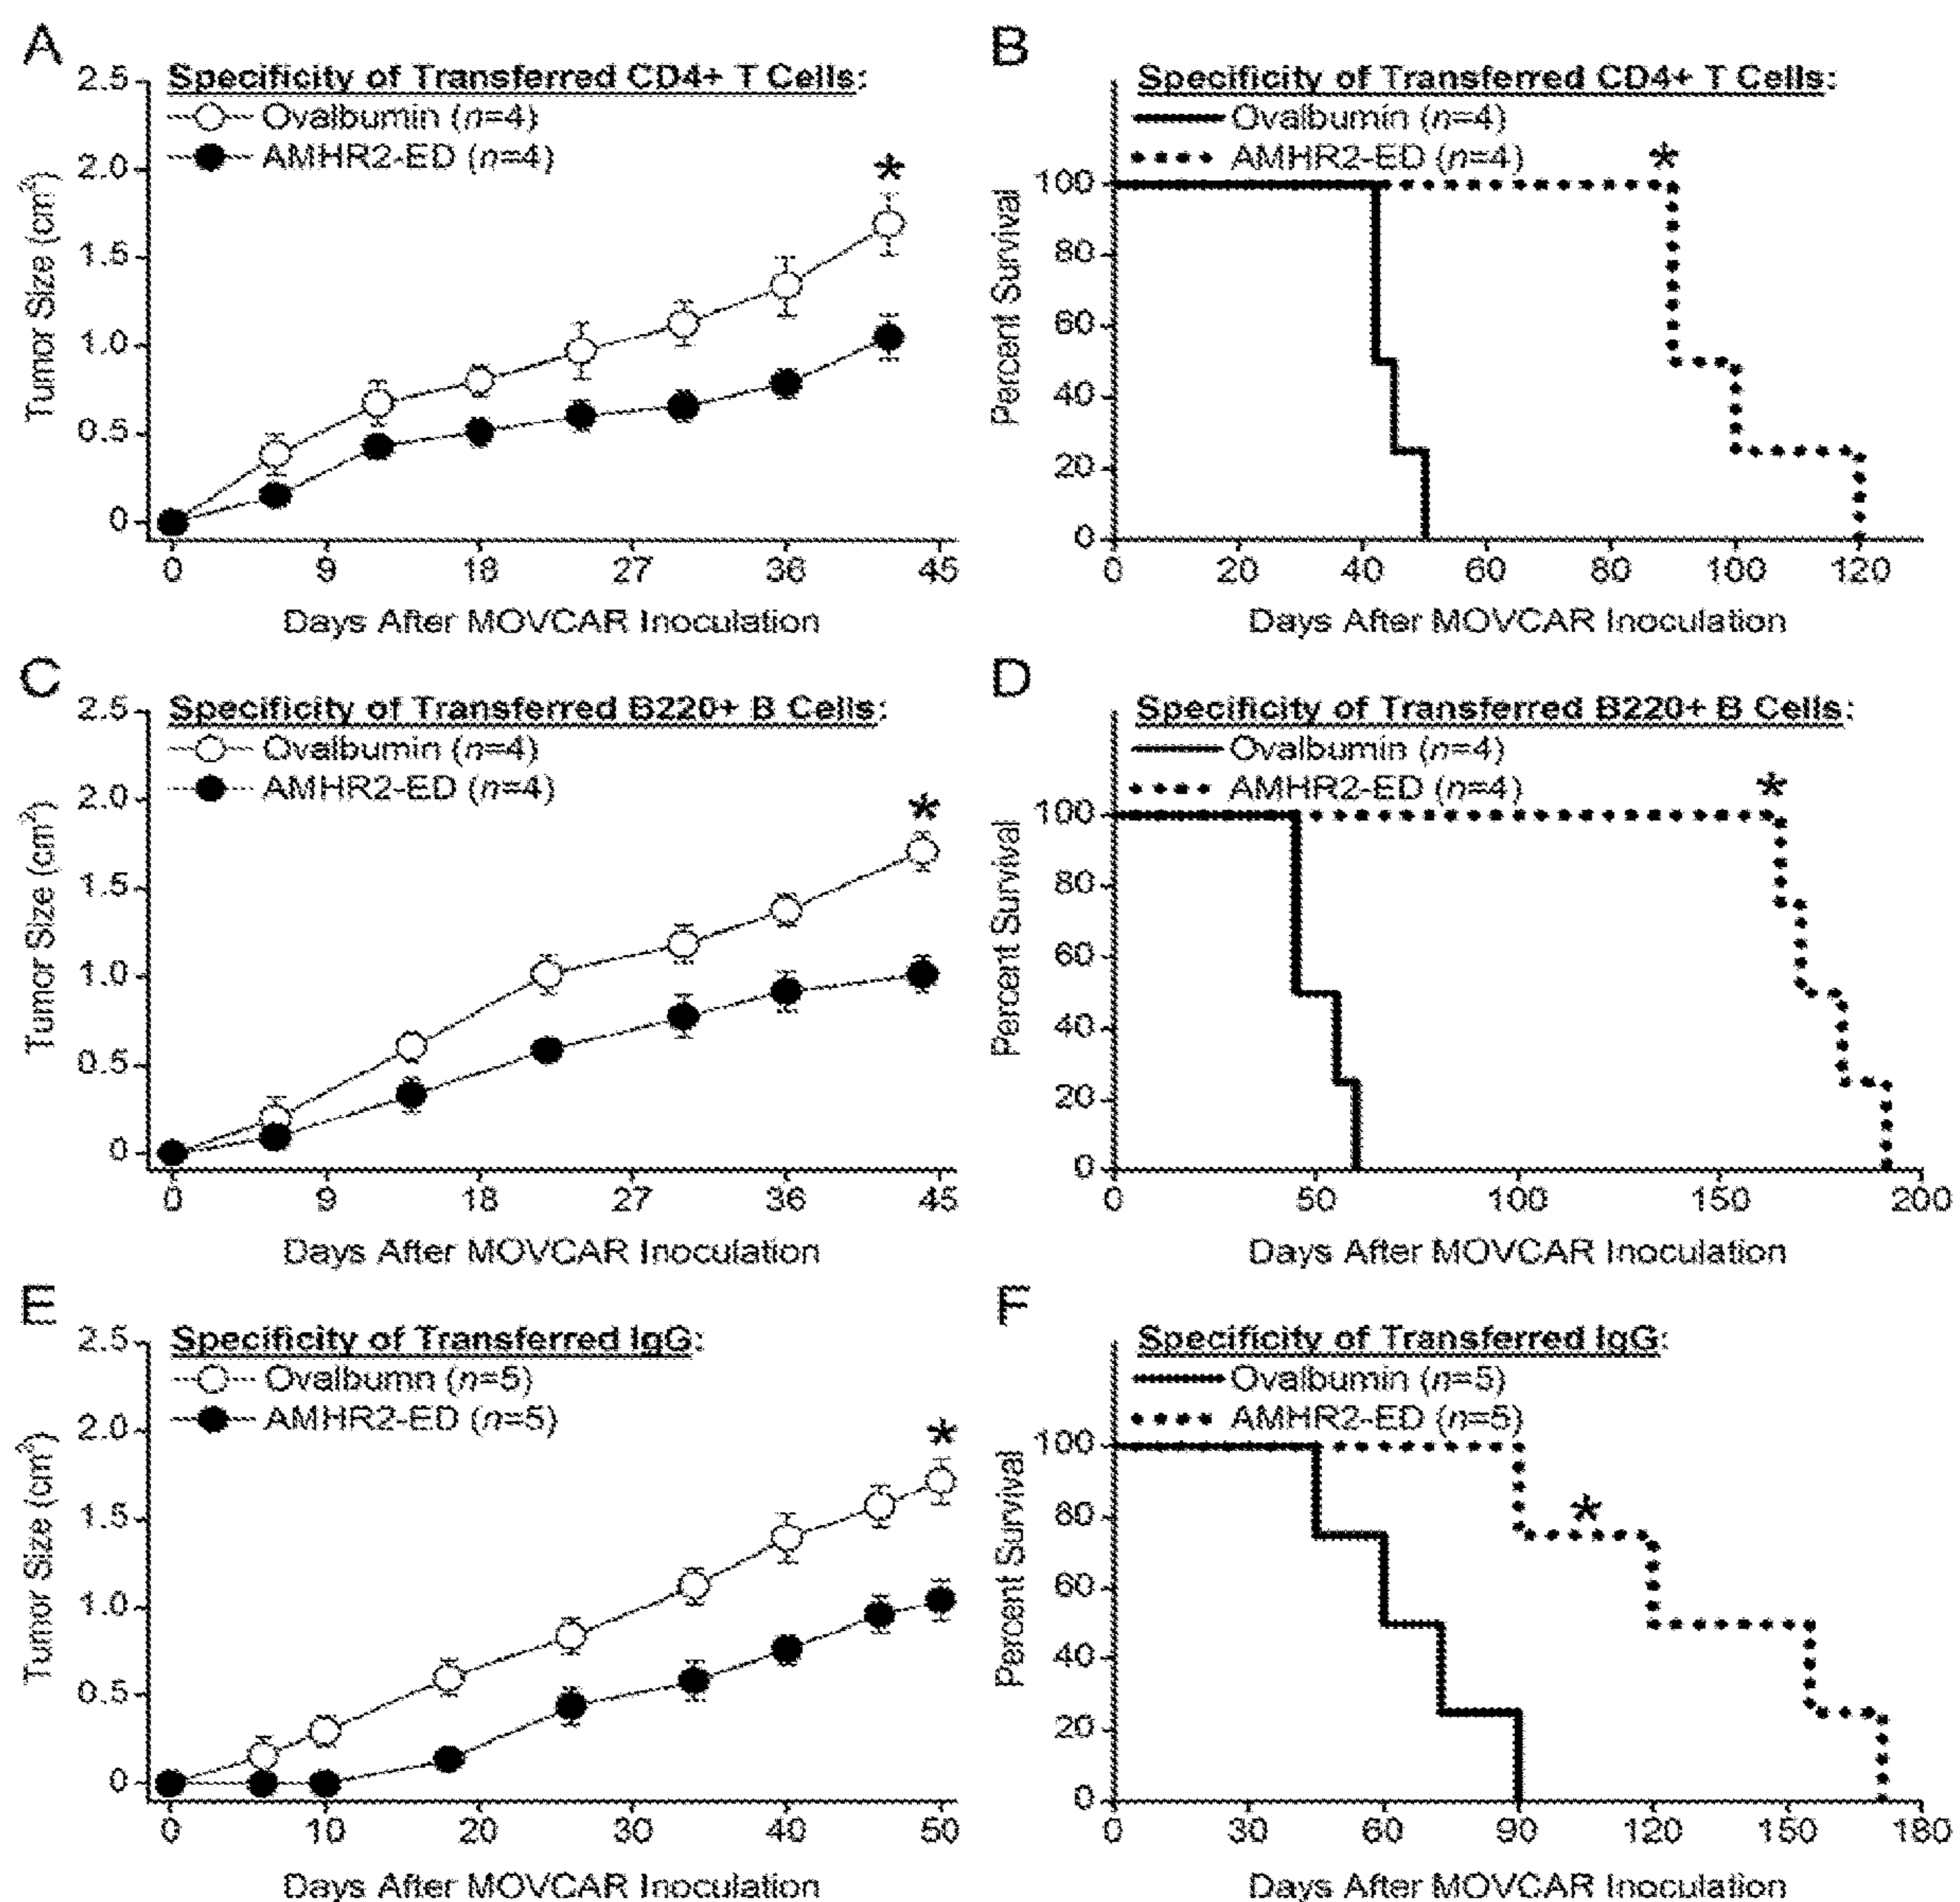 A
Specificity of Transferred CD4+ T Cells:
Ovalbumin (n=4)
AMHR2-ED (n=4)
*
Tumor Size (cm²)
2.5
2.0
1.5
1.0
0.5
0
0 9 18 27 36 45
Days After MOVCAR Inoculation
B
Specificity of Transferred CD4+ T Cells:
Ovalbumin (n=4)
AMHR2-ED (n=4)
*
Percent Survival
100
80
60
40
20
0
0 20 40 60 80 100 120
Days After MOVCAR Inoculation
C
Specificity of Transferred B220+ B Cells:
Ovalbumin (n=4)
AMHR2-ED (n=4)
*
Tumor Size (cm²)
2.5
2.0
1.5
1.0
0.5
0
0 9 18 27 36 45
Days After MOVCAR Inoculation
D
Specificity of Transferred B220+ B Cells:
Ovalbumin (n=4)
AMHR2-ED (n=4)
*
Percent Survival
100
80
60
40
20
0
0 50 100 150 200
Days After MOVCAR Inoculation
E
Specificity of Transferred IgG:
Ovalbumn (n=5)
AMHR2-ED (n=5)
*
Tumor Size (cm²)
2.5
2.0
1.5
1.0
0.5
0
0 10 20 30 40 50
Days After MOVCAR Inoculation
F
Specificity of Transferred IgG:
Ovalbumin (n=5)
AMHR2-ED (n=5)
*
Percent Survival
100
80
60
40
20
0
0 30 60 90 120 150 180
Days After MOVCAR Inoculation